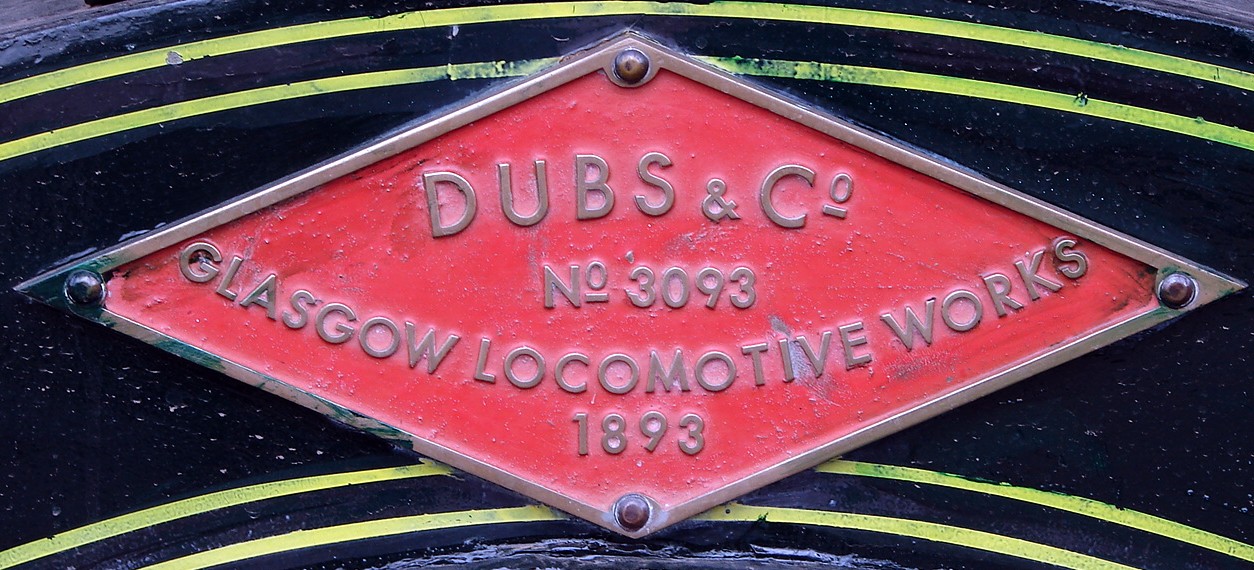 DUBS & Cº
Nº 3093
GLASGOW LOCOMOTIVE WORKS
1893